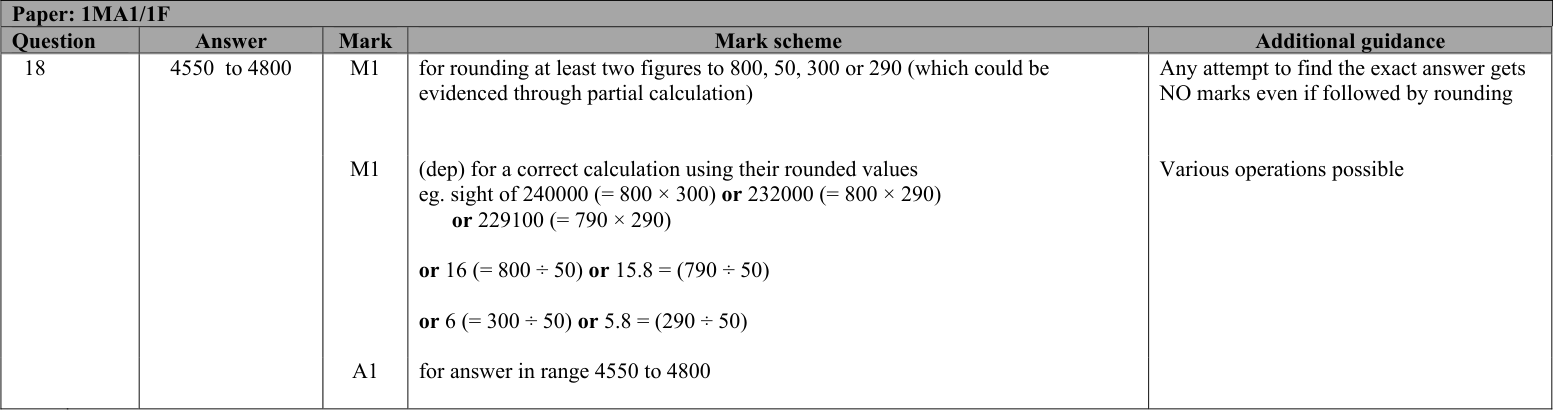 Paper: 1MA1/1F
Question Answer Mark Mark scheme Additional guidance
18 4550 to 4800 M1 for rounding at least two figures to 800, 50, 300 or 290 (which could be Any attempt to find the exact answer gets
evidenced through partial calculation) NO marks even if followed by rounding
M1 (dep) for a correct calculation using their rounded values Various operations possible
eg. sight of 240000 (= 800 × 300) or 232000 (= 800 × 290)
or 229100 (= 790 × 290)
or 16 (= 800 ÷ 50) or 15.8 = (790 ÷ 50)
or 6 (= 300 ÷ 50) or 5.8 = (290 ÷ 50)
A1 for answer in range 4550 to 4800